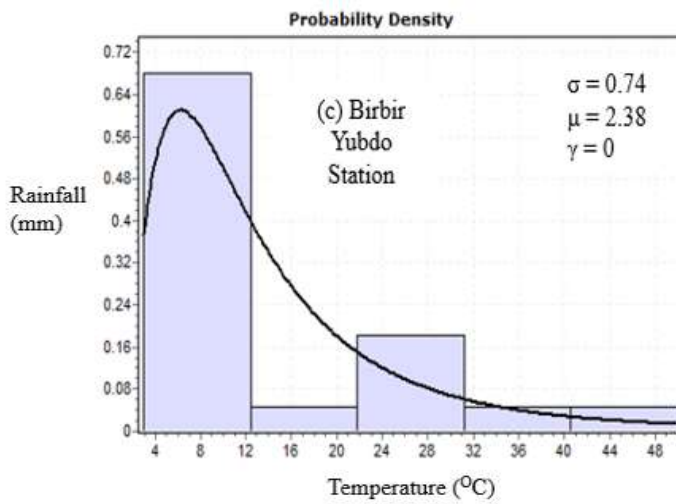 Probability Density
0.72
0.64
0.56
0.48
0.4
0.32
0.24
0.16
0.08
0
Rainfall
(mm)
(c) Birbir
Yubdo
Station
σ = 0.74
μ = 2.38
γ = 0
4 8 12 16 20 24 28 32 36 40 44 48
Temperature (⁰C)